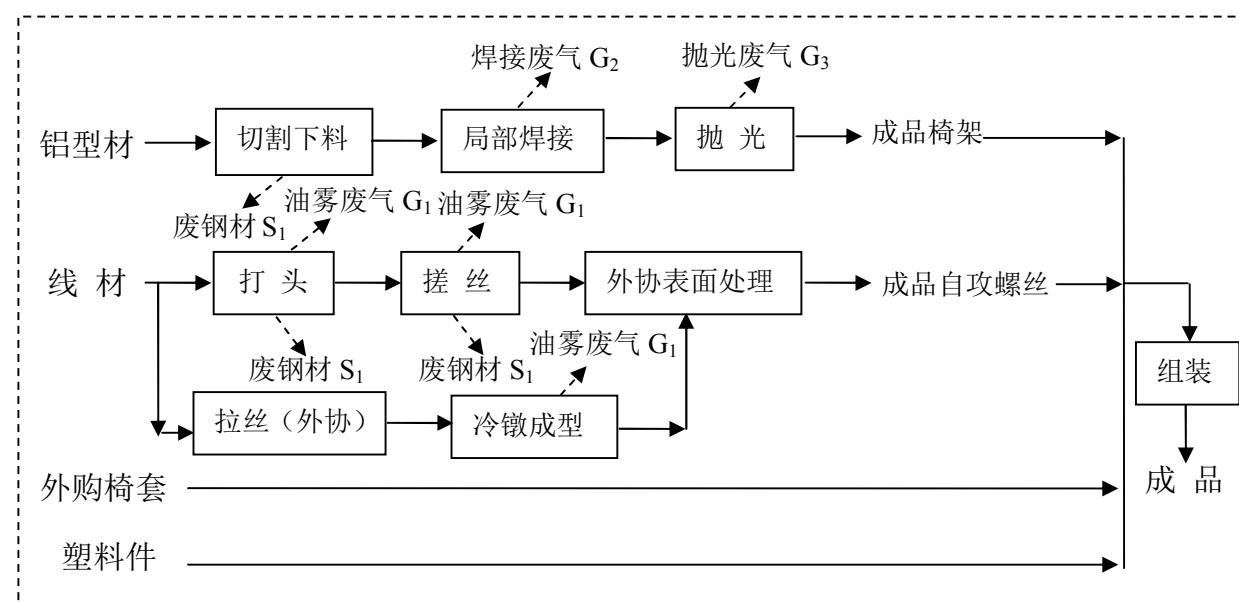 焊接废气 G₂
抛光废气 G₃
铝型材
切割下料
局部焊接
抛 光
成品椅架
废钢材 S₁
油雾废气 G₁
油雾废气 G₁
线 材
打 头
搓 丝
外协表面处理
成品自攻螺丝
废钢材 S₁
废钢材 S₁
油雾废气 G₁
组装
拉丝（外协）
冷镦成型
外购椅套
成 品
塑料件